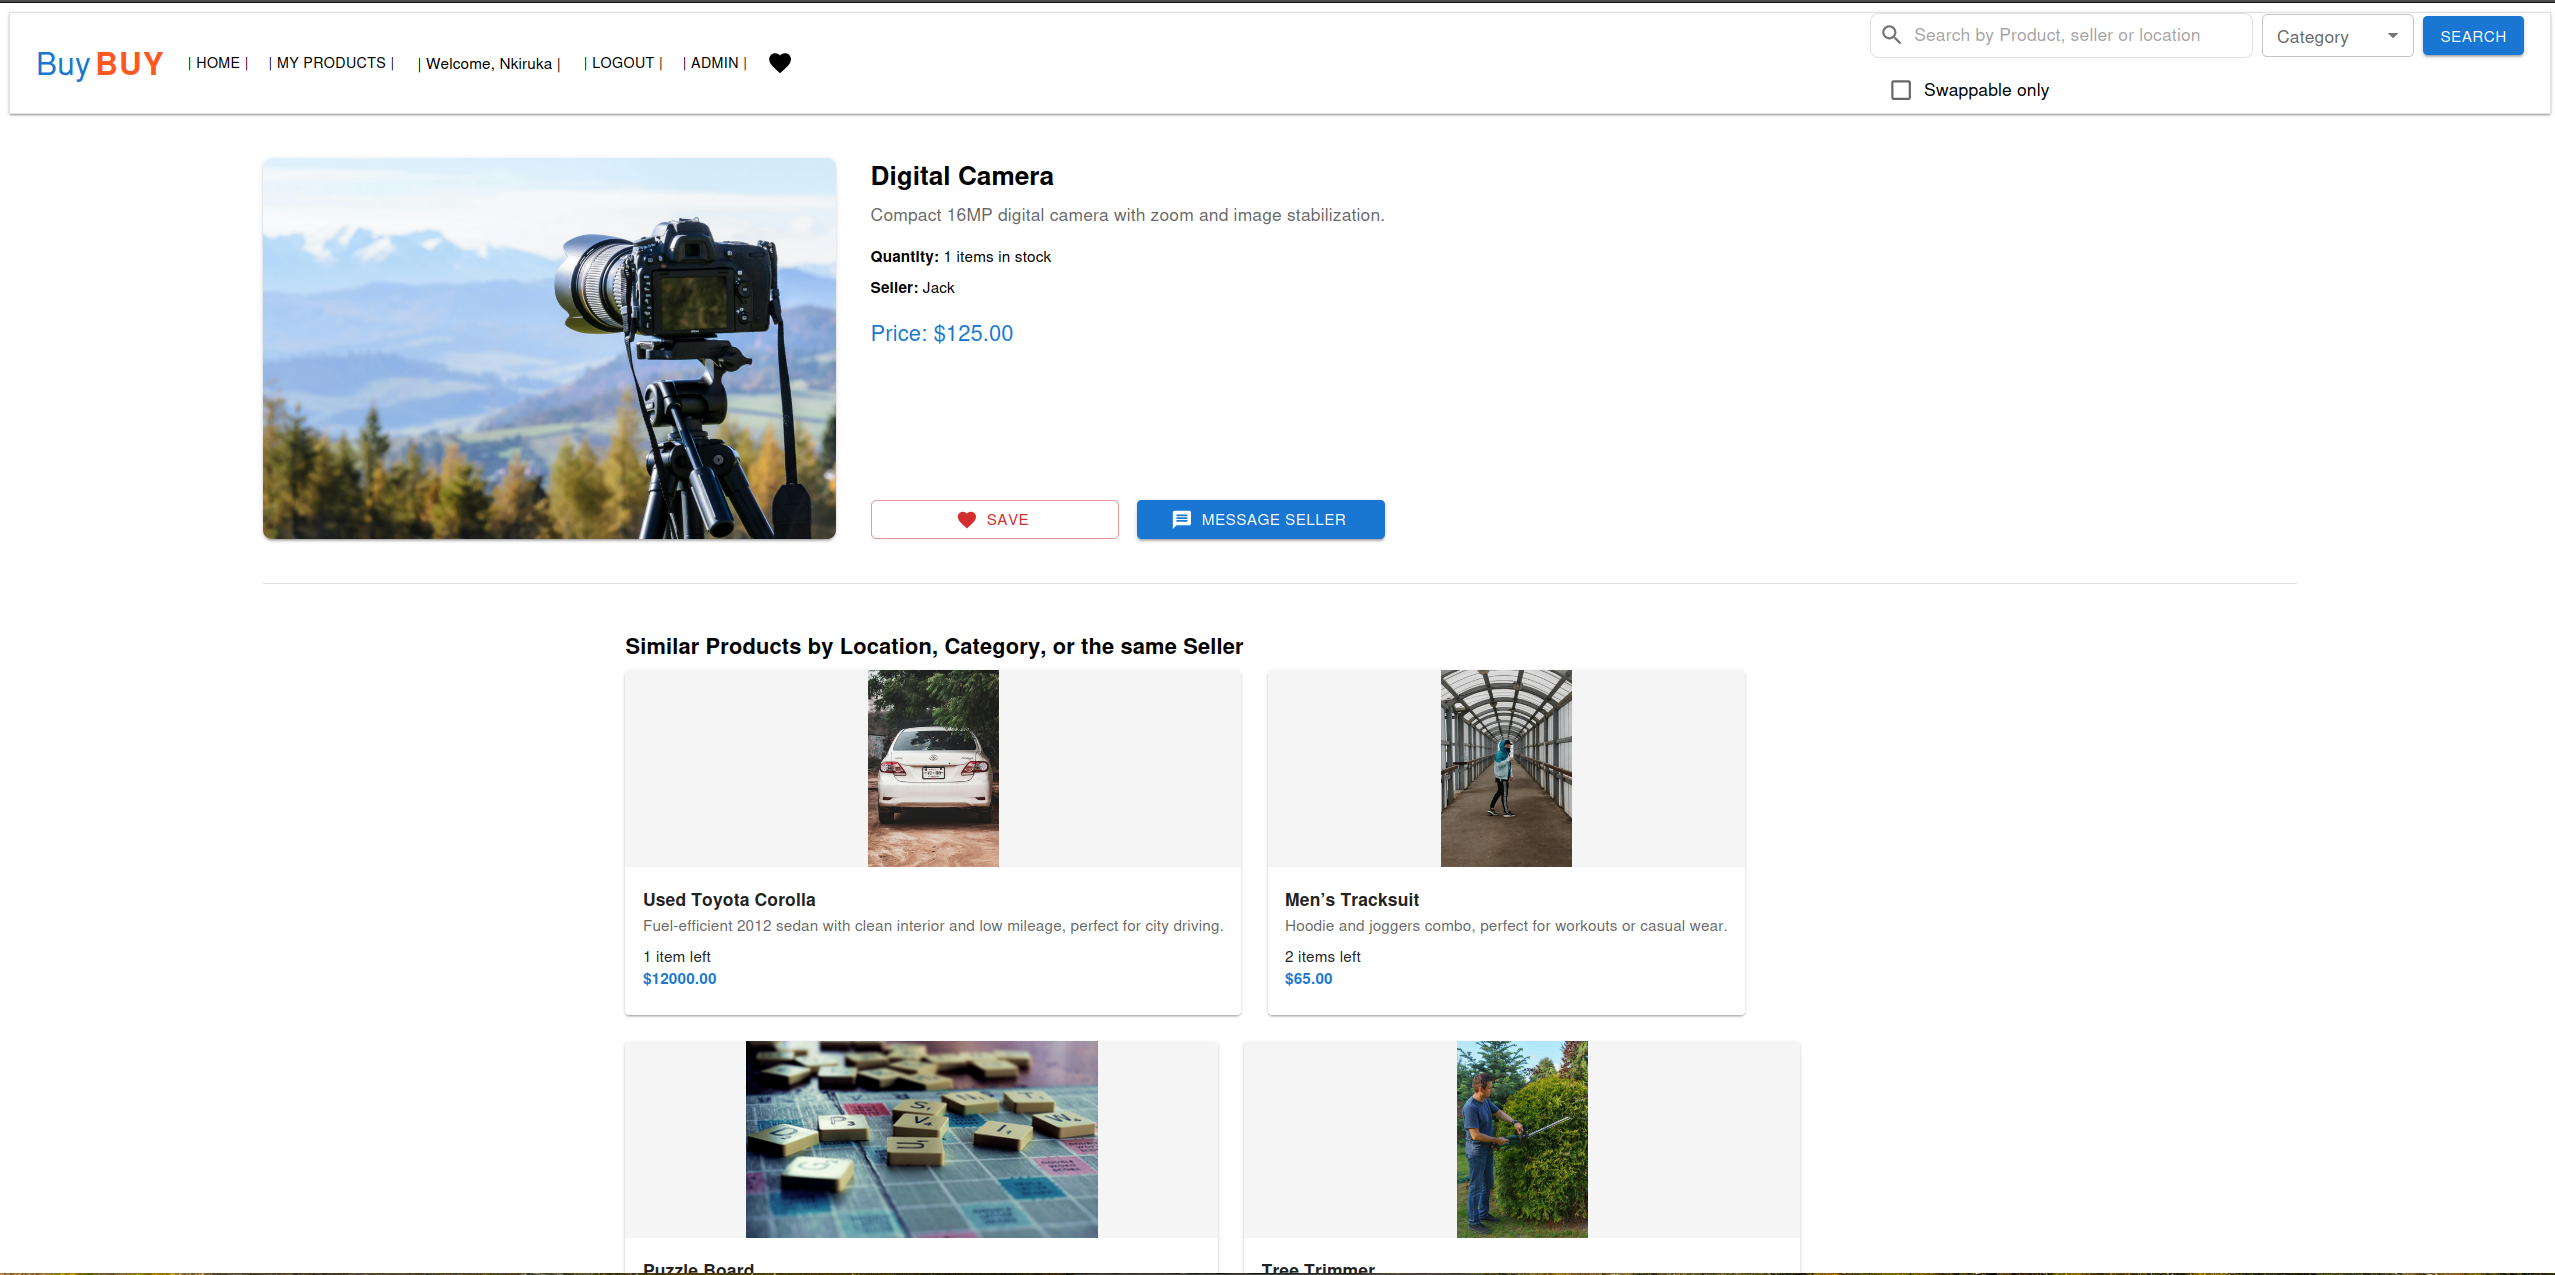 Buy BUY | HOME | | MY PRODUCTS | | Welcome, Nkiruka | | LOGOUT | | ADMIN |
Search by Product, seller or location Category SEARCH
Swappable only
Digital Camera
Compact 16MP digital camera with zoom and image stabilization.
Quantity: 1 items in stock
Seller: Jack
Price: $125.00
SAVE MESSAGE SELLER
Similar Products by Location, Category, or the same Seller
Used Toyota Corolla
Fuel-efficient 2012 sedan with clean interior and low mileage, perfect for city driving.
1 item left
$12000.00
Men’s Tracksuit
Hoodie and joggers combo, perfect for workouts or casual wear.
2 items left
$65.00
Puzzle Board
Tree Trimmer